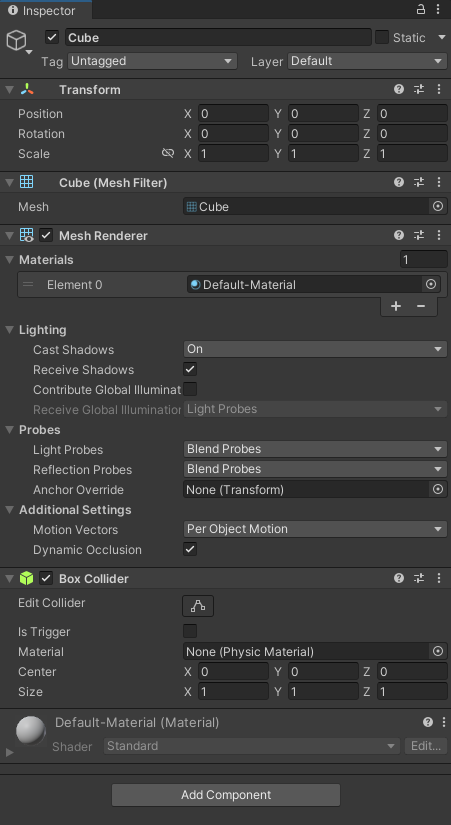 Inspector
Cube Static
Tag Untagged Layer Default
Transform
Position X 0 Y 0 Z 0
Rotation X 0 Y 0 Z 0
Scale X 1 Y 1 Z 1
Cube (Mesh Filter)
Mesh Cube
Mesh Renderer
Materials 1
Element 0 Default-Material
Lighting
Cast Shadows On
Receive Shadows
Contribute Global Illuminat
Receive Global Illumination Light Probes
Probes
Light Probes Blend Probes
Reflection Probes Blend Probes
Anchor Override None (Transform)
Additional Settings
Motion Vectors Per Object Motion
Dynamic Occlusion
Box Collider
Edit Collider
Is Trigger
Material None (Physic Material)
Center X 0 Y 0 Z 0
Size X 1 Y 1 Z 1
Default-Material (Material)
Shader Standard Edit...
Add Component